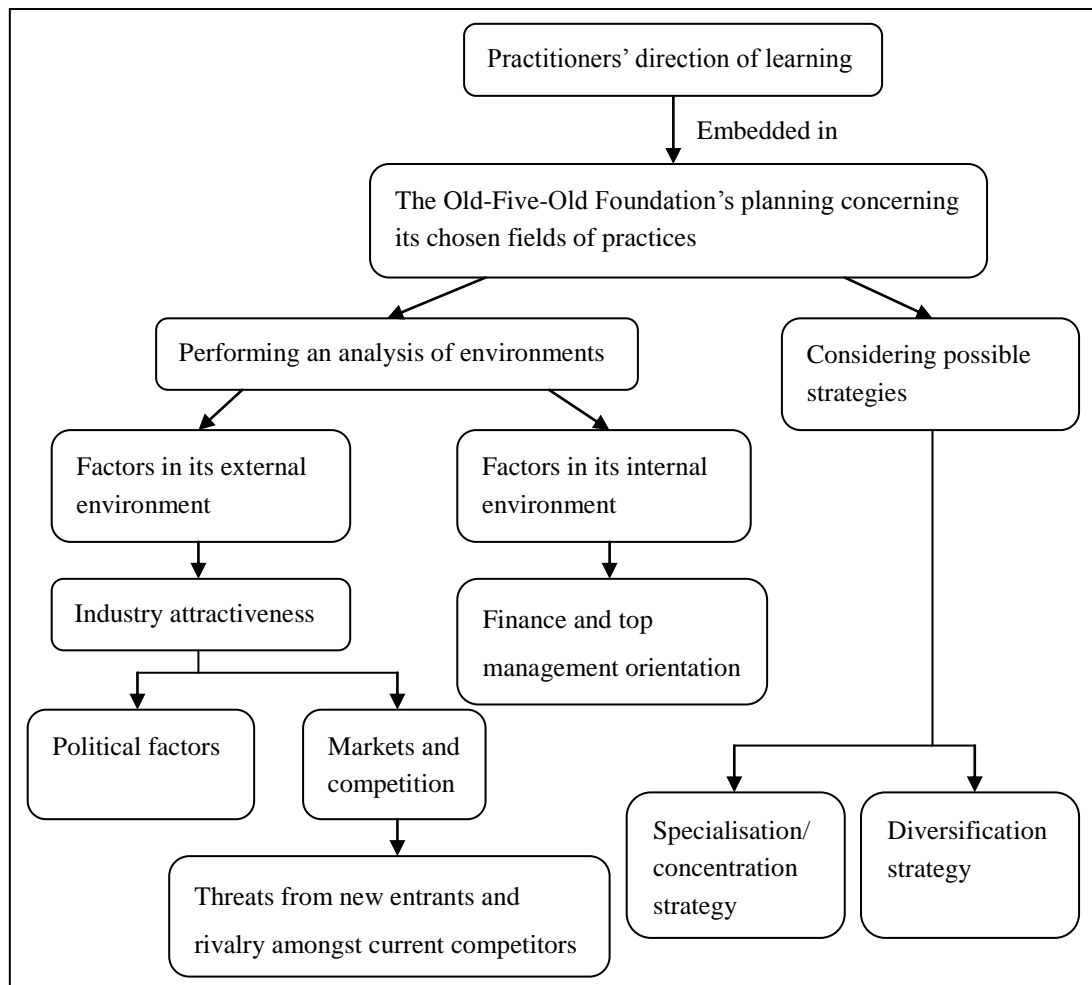 Practitioners’ direction of learning
Embedded in
The Old-Five-Old Foundation’s planning concerning
its chosen fields of practices
Performing an analysis of environments
Considering possible
strategies
Factors in its external
environment
Factors in its internal
environment
Industry attractiveness
Finance and top
management orientation
Political factors
Markets and
competition
Specialisation/
concentration
strategy
Diversification
strategy
Threats from new entrants and
rivalry amongst current competitors